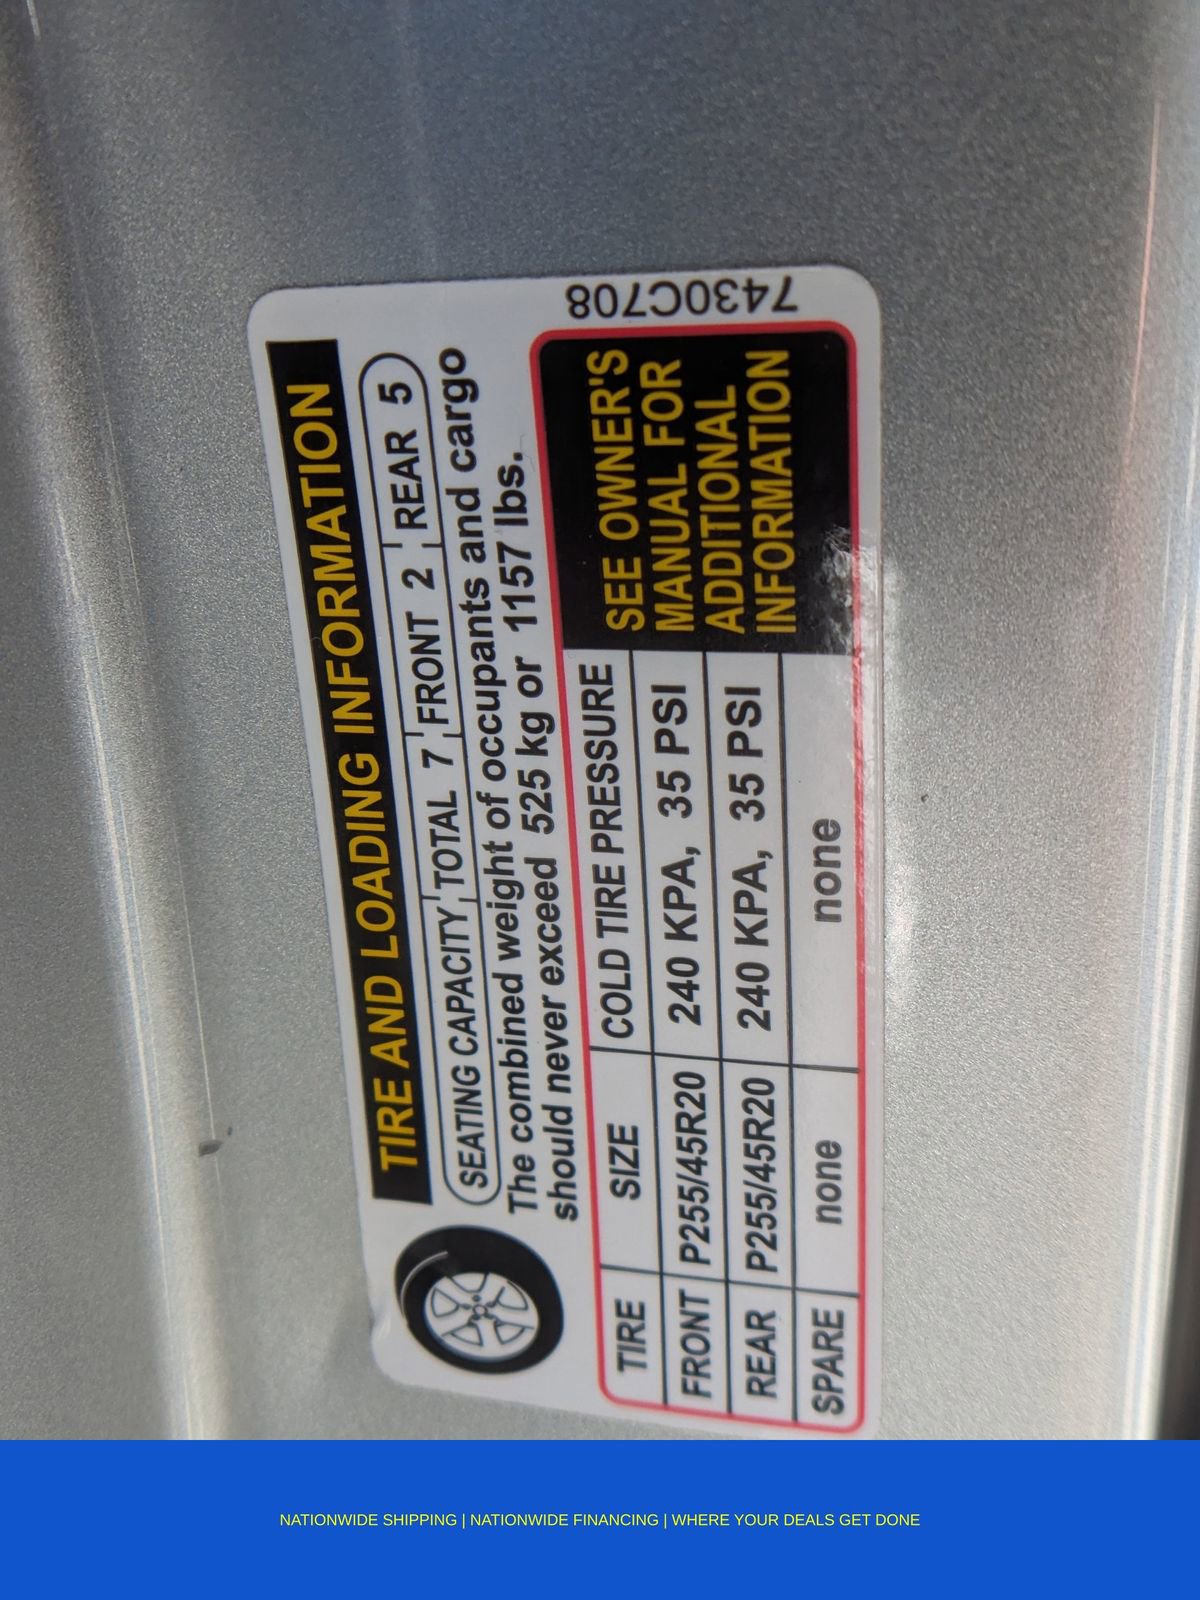 TIRE AND LOADING INFORMATION
SEATING CAPACITY TOTAL 7 FRONT 2 REAR 5
The combined weight of occupants and cargo
should never exceed 525 kg or 1157 lbs.
TIRE SIZE COLD TIRE PRESSURE
FRONT P255/45R20 240 KPA, 35 PSI
REAR P255/45R20 240 KPA, 35 PSI
SPARE none none
SEE OWNER'S
MANUAL FOR
ADDITIONAL
INFORMATION
7430C708
NATIONWIDE SHIPPING | NATIONWIDE FINANCING | WHERE YOUR DEALS GET DONE